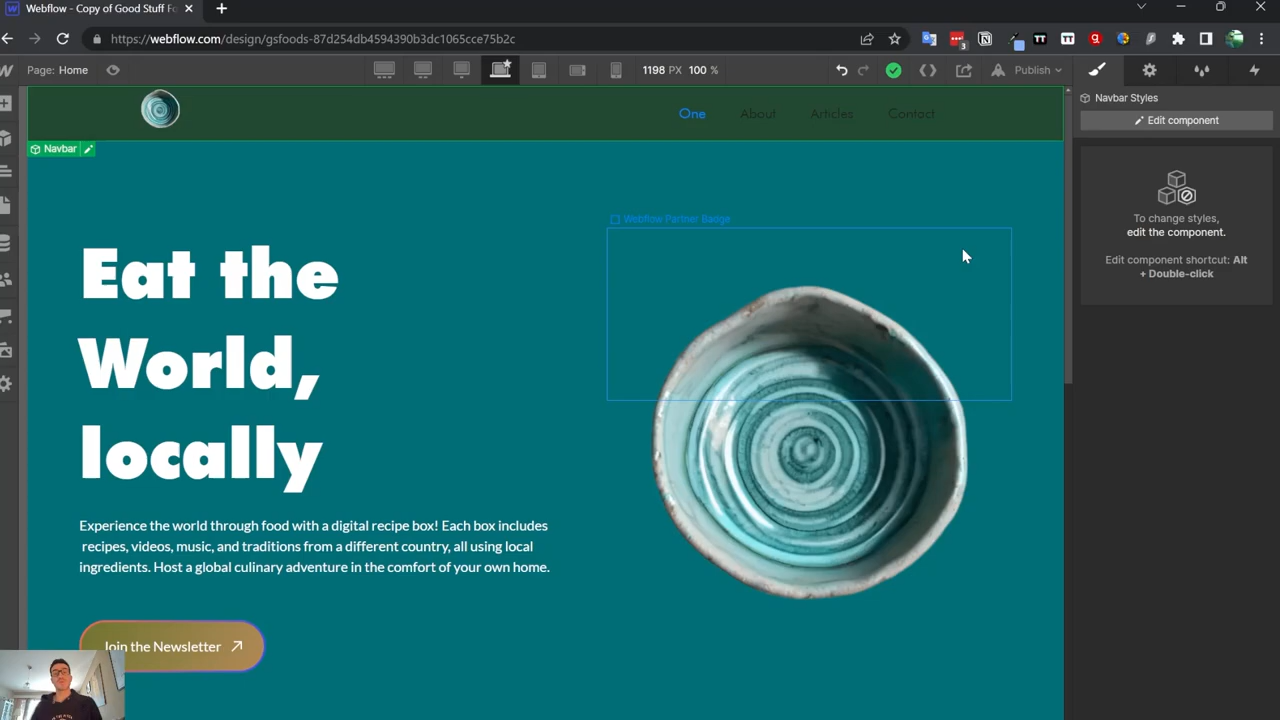 Webflow - Copy of Good Stuff Fo
https://webflow.com/design/gsfoods-87d254db4594390b3dc1065cce75b2c
3
Page: Home
1198 PX 100 %
Publish
Navbar Styles
Edit component
One About Articles Contact
Navbar
To change styles,
edit the component.
Edit component shortcut: Alt
+ Double-click
Webflow Partner Badge
Eat the
World,
locally
Experience the world through food with a digital recipe box! Each box includes
recipes, videos, music, and traditions from a different country, all using local
ingredients. Host a global culinary adventure in the comfort of your own home.
Join the Newsletter